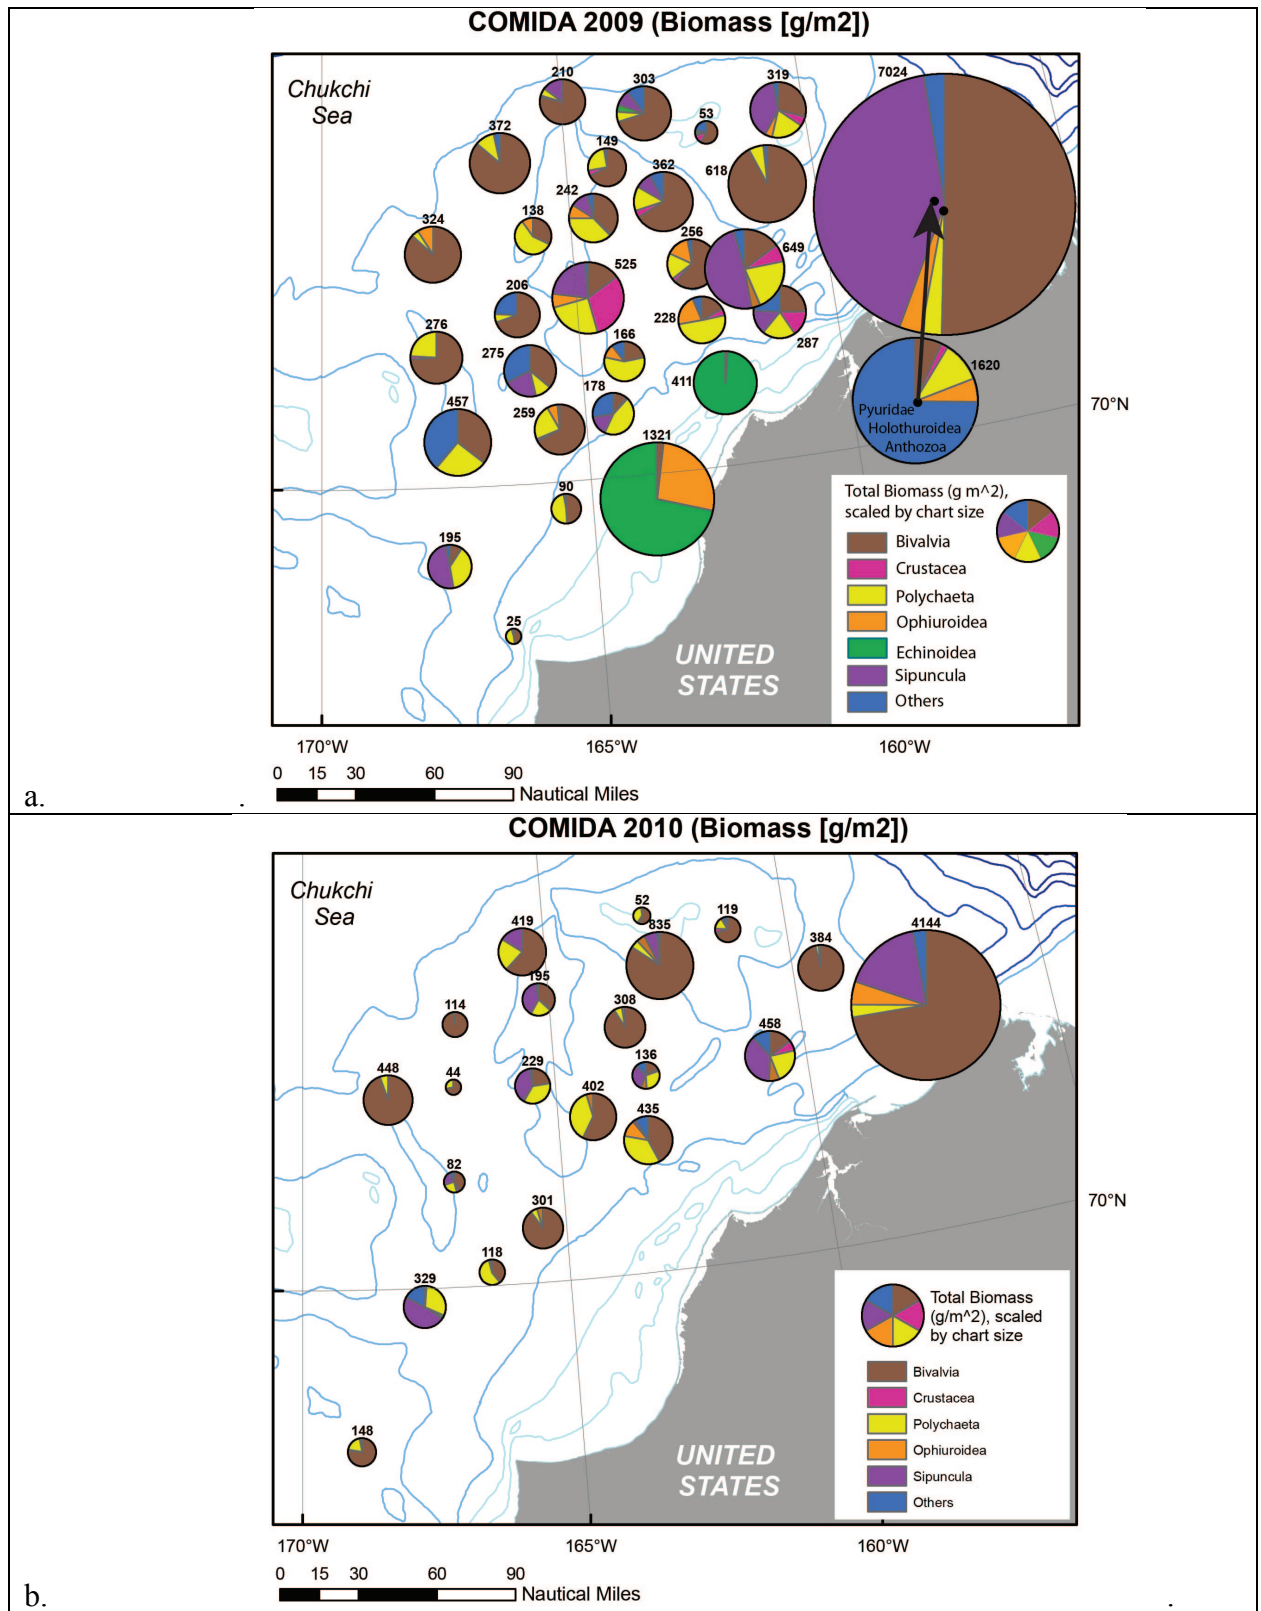 COMIDA 2009 (Biomass [g/m2])
Chukchi
Sea
210
303
319
7024
53
372
149
362
618
242
138
324
256
649
525
206
228
287
276
166
275
411
1620
178
Pyuridae
Holothuroidea
Anthozoa
259
457
1321
70°N
90
195
25
Total Biomass (g m^2),
scaled by chart size
Bivalvia
Crustacea
Polychaeta
Ophiuroidea
Echinoidea
Sipuncula
Others
UNITED
STATES
170°W
165°W
160°W
0 15 30 60 90
Nautical Miles
a.
.
COMIDA 2010 (Biomass [g/m2])
Chukchi
Sea
52
119
419
835
4144
384
195
114
308
458
136
448
44
229
402
435
82
301
70°N
118
329
148
Total Biomass
(g/m^2), scaled
by chart size
Bivalvia
Crustacea
Polychaeta
Ophiuroidea
Sipuncula
Others
UNITED
STATES
170°W
165°W
160°W
0 15 30 60 90
Nautical Miles
b.
.